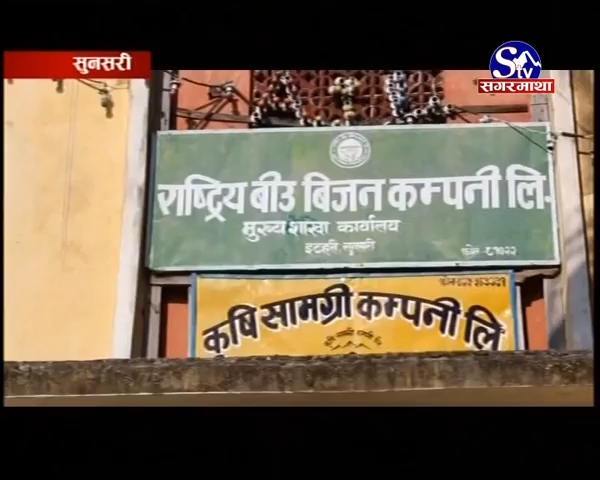 सुनसरी
STV
सगरमाथा
राष्ट्रिय बीउ बिजन कम्पनी लि.
मुख्य शाखा कार्यालय
इटहरी, सुनसरी
फोन
कृषि सामग्री कम्पनी लि